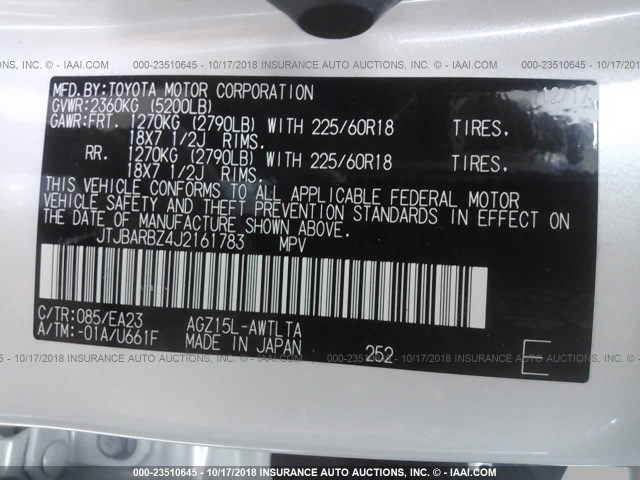 000-23510645 - 10/17/2018 INSURANCE AUTO AUCTIONS. - © IAAI.COM
MFD.BY:TOYOTA MOTOR CORPORATION
GVWR:2360KG (5200LB)
GAWR:FRT. 1270KG (2790LB) WITH 225/60R18 TIRES.
18X7 1/2J RIMS.
RR. 1270KG (2790LB) WITH 225/60R18 TIRES.
18X7 1/2J RIMS.
THIS VEHICLE CONFORMS TO ALL APPLICABLE FEDERAL MOTOR
VEHICLE SAFETY AND THEFT PREVENTION STANDARDS IN EFFECT ON
THE DATE OF MANUFACTURE SHOWN ABOVE.
JTJBARBZ4J2161783 MPV
C/TR:085/EA23 AGZ15L-AWTLTA
A/TM:-01A/U661F MADE IN JAPAN 252 E
000-23510645 - 10/17/2018 INSURANCE AUTO AUCTIONS. - © IAAI.COM
000-23510645 - 10/17/2018 INSURANCE AUTO AUCTIONS. - © IAAI.COM